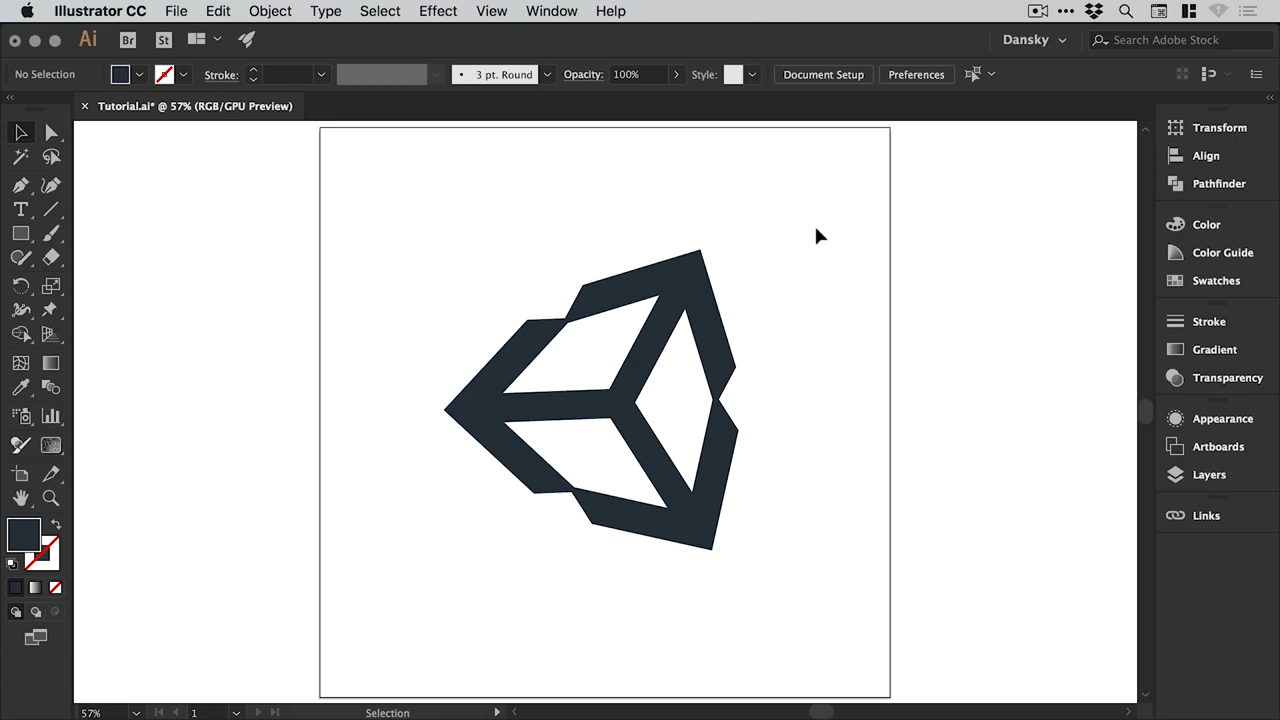 Illustrator CC File Edit Object Type Select Effect View Window Help
Ai Br St Dansky Search Adobe Stock
No Selection Stroke: 3 pt. Round Opacity: 100% Style: Document Setup Preferences
× Tutorial.ai* @ 57% (RGB/GPU Preview)
Transform
Align
Pathfinder
Color
Color Guide
Swatches
Stroke
Gradient
Transparency
Appearance
Artboards
Layers
Links
57% 1 Selection